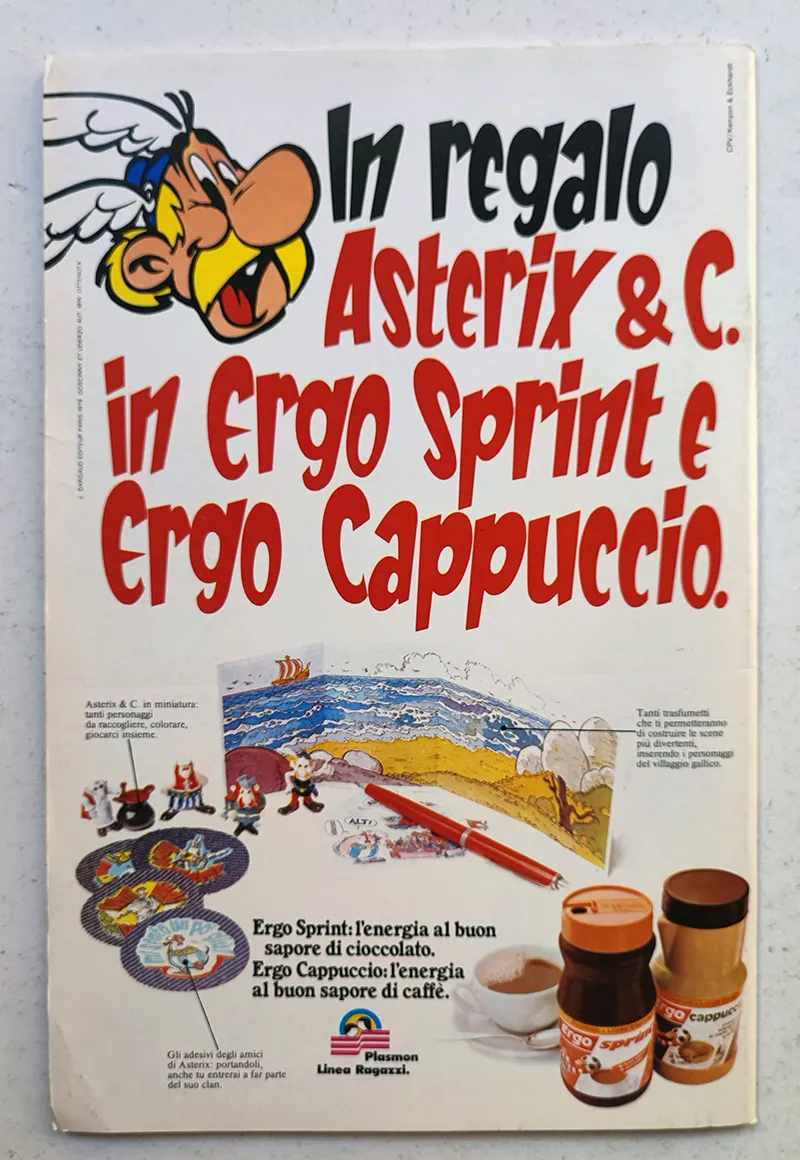 CPV/Kenyon & Eckhardt
In regalo
Asterix & C.
in Ergo Sprint e
Ergo Cappuccio.
Asterix & C. in miniatura:
tanti personaggi
da raccogliere, colorare,
giocarci insieme.
Tanti trasfumetti
che ti permetteranno
di costruire le scene
più divertenti,
inserendo i personaggi
del villaggio gallico.
ALT!
Ergo Sprint: l'energia al buon
sapore di cioccolato.
Ergo Cappuccio: l'energia
al buon sapore di caffè.
Ergo
sprint
Ergo
cappuccio
Plasmon
Linea Ragazzi.
Gli adesivi degli amici
di Asterix: portandoli,
anche tu entrerai a far parte
del suo clan.